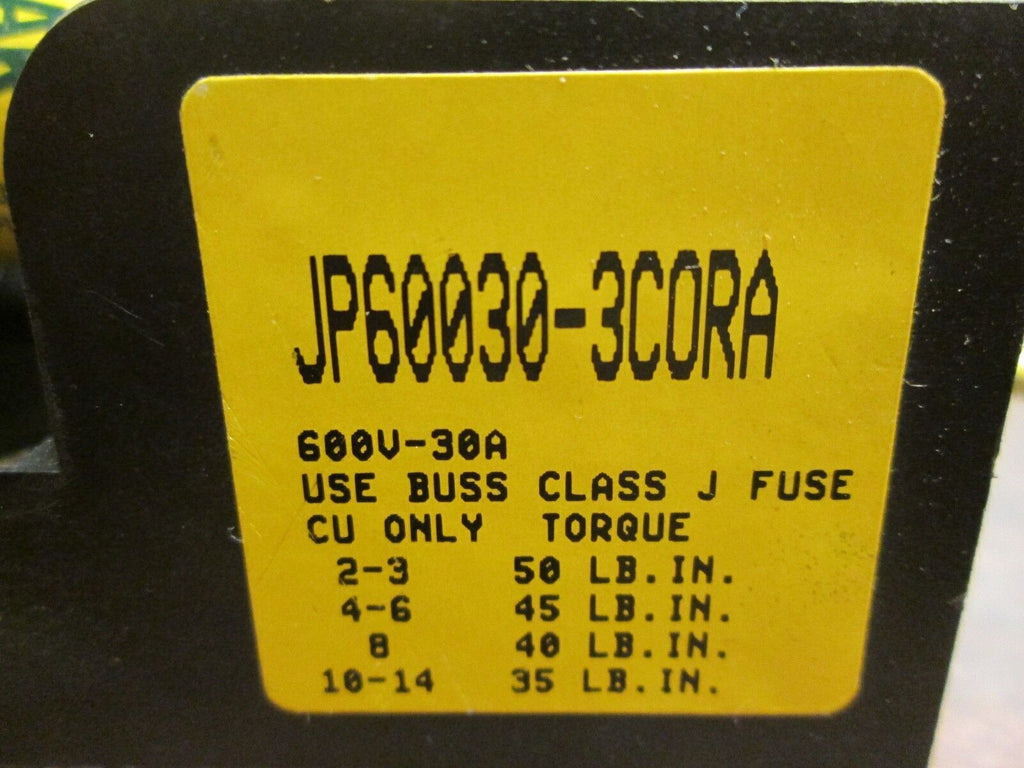 JP60030-3CORA
600V-30A
USE BUSS CLASS J FUSE
CU ONLY TORQUE
2-3 50 LB.IN.
4-6 45 LB.IN.
8 40 LB.IN.
10-14 35 LB.IN.